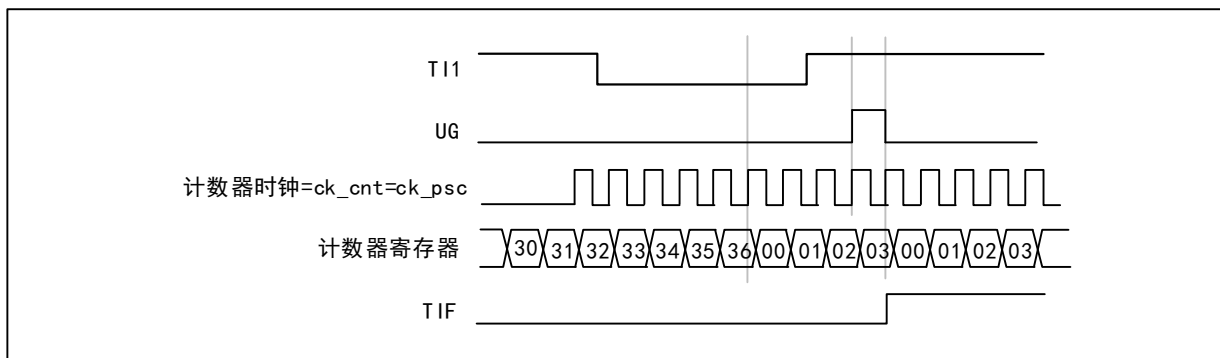 TI1
UG
计数器时钟=ck_cnt=ck_psc
计数器寄存器 30 31 32 33 34 35 36 00 01 02 03 00 01 02 03
TIF